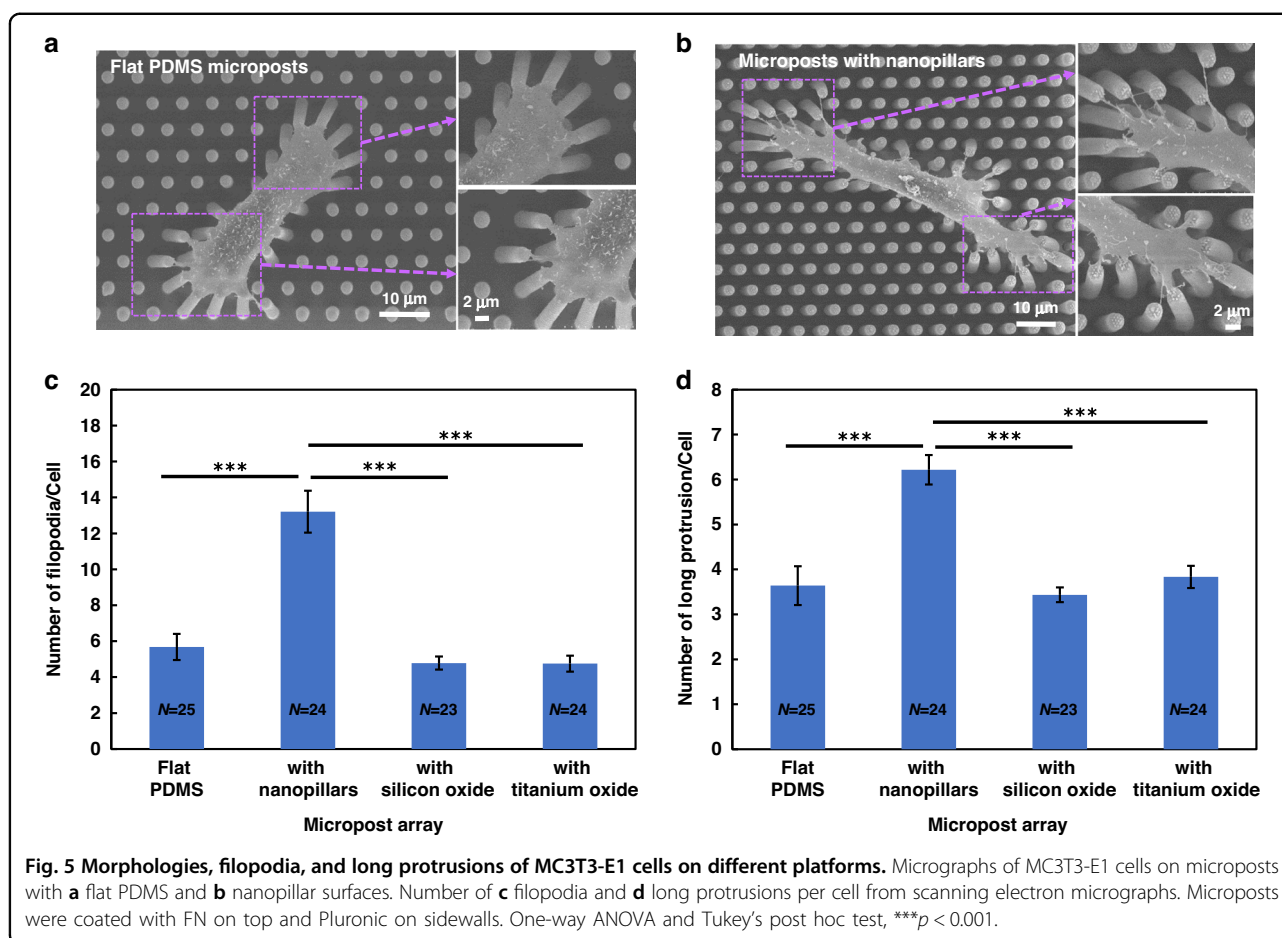 a
Flat PDMS microposts
10 μm
2 μm
b
Microposts with nanopillars
10 μm
2 μm
c
Number of filopodia/Cell
20
18
16
14
12
10
8
6
4
2
0
***
***
***
N=25
N=24
N=23
N=24
Flat PDMS
with nanopillars
with silicon oxide
with titanium oxide
Micropost array
d
Number of long protrusion/Cell
8
7
6
5
4
3
2
1
0
***
***
***
N=25
N=24
N=23
N=24
Flat PDMS
with nanopillars
with silicon oxide
with titanium oxide
Micropost array
Fig. 5 Morphologies, filopodia, and long protrusions of MC3T3-E1 cells on different platforms. Micrographs of MC3T3-E1 cells on microposts
with a flat PDMS and b nanopillar surfaces. Number of c filopodia and d long protrusions per cell from scanning electron micrographs. Microposts
were coated with FN on top and Pluronic on sidewalls. One-way ANOVA and Tukey's post hoc test, ***p < 0.001.